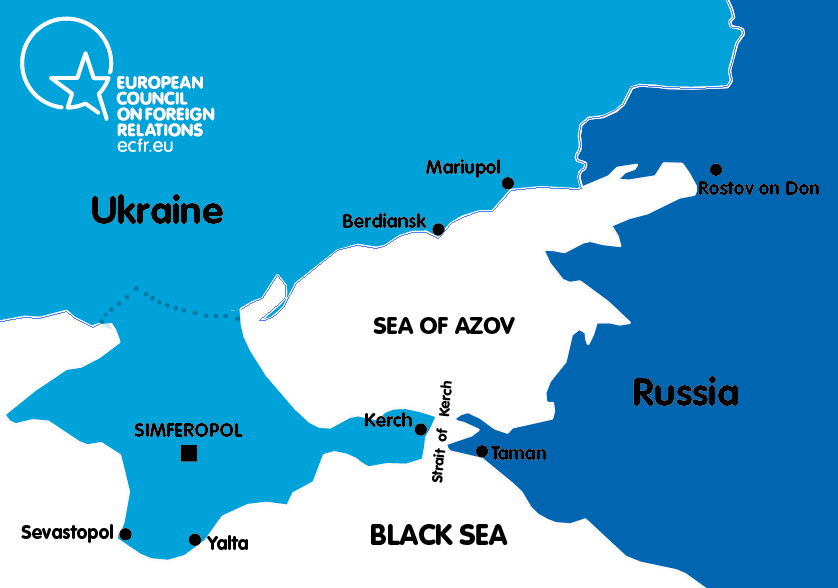 EUROPEAN
COUNCIL
ON FOREIGN
RELATIONS
ecfr.eu
Mariupol
Rostov on Don
Ukraine
Berdiansk
SEA OF AZOV
Russia
Kerch
Strait of Kerch
SIMFEROPOL
Taman
Sevastopol
Yalta
BLACK SEA